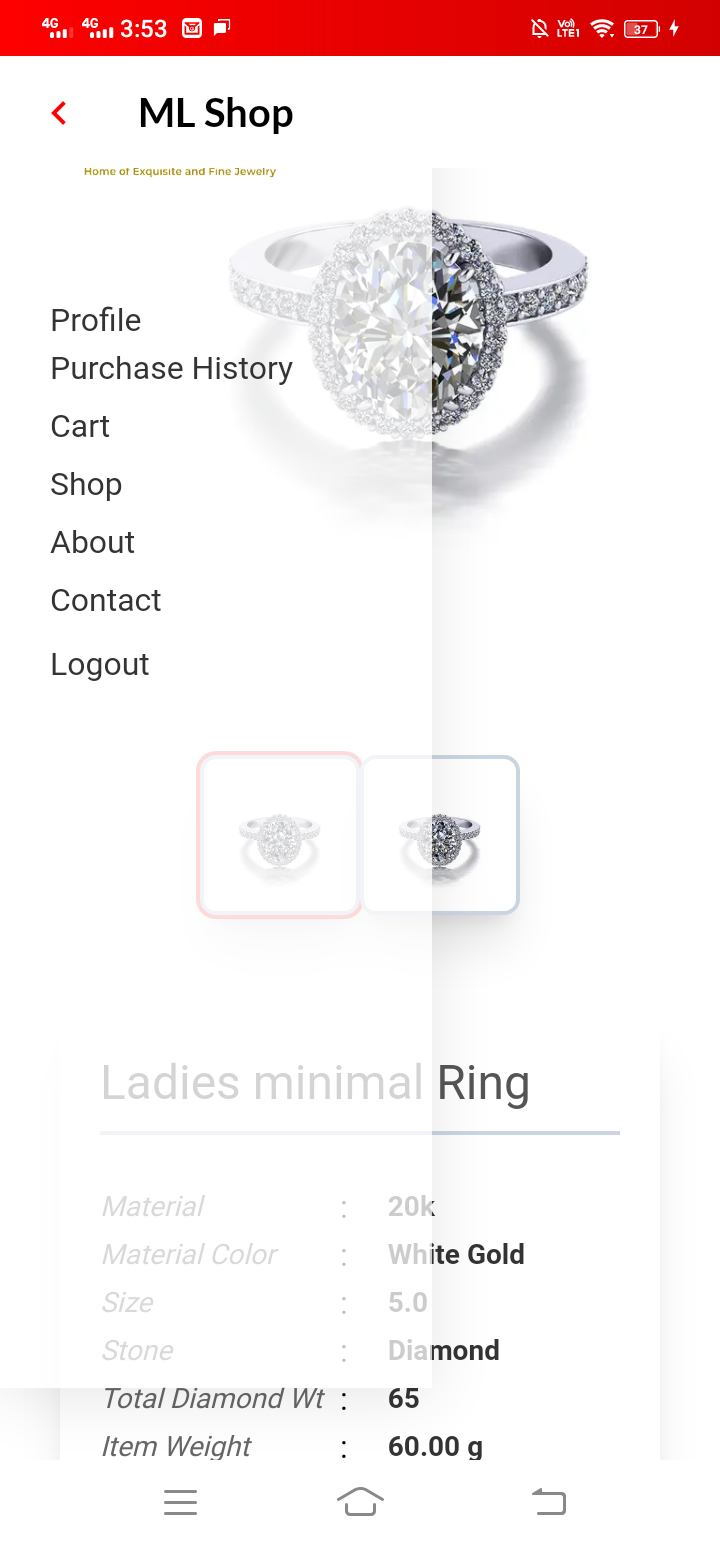 4G 4G 3:53 Vo) LTE1 37
ML Shop
Home of Exquisite and Fine Jewelry
Profile
Purchase History
Cart
Shop
About
Contact
Logout
Ladies minimal Ring
Material : 20k
Material Color : White Gold
Size : 5.0
Stone : Diamond
Total Diamond Wt : 65
Item Weight : 60.00 g